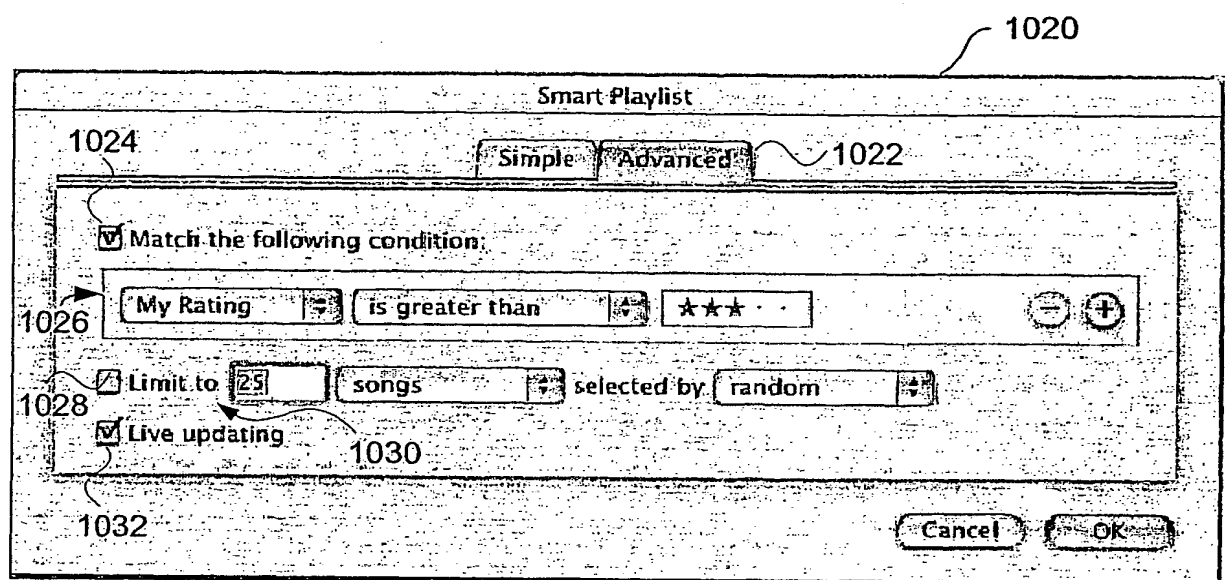 1020
Smart Playlist
1024
Simple Advanced 1022
Match the following condition:
1026 My Rating is greater than ★★★ · · − +
1028 Limit to 25 songs selected by random
Live updating 1030
1032
Cancel OK